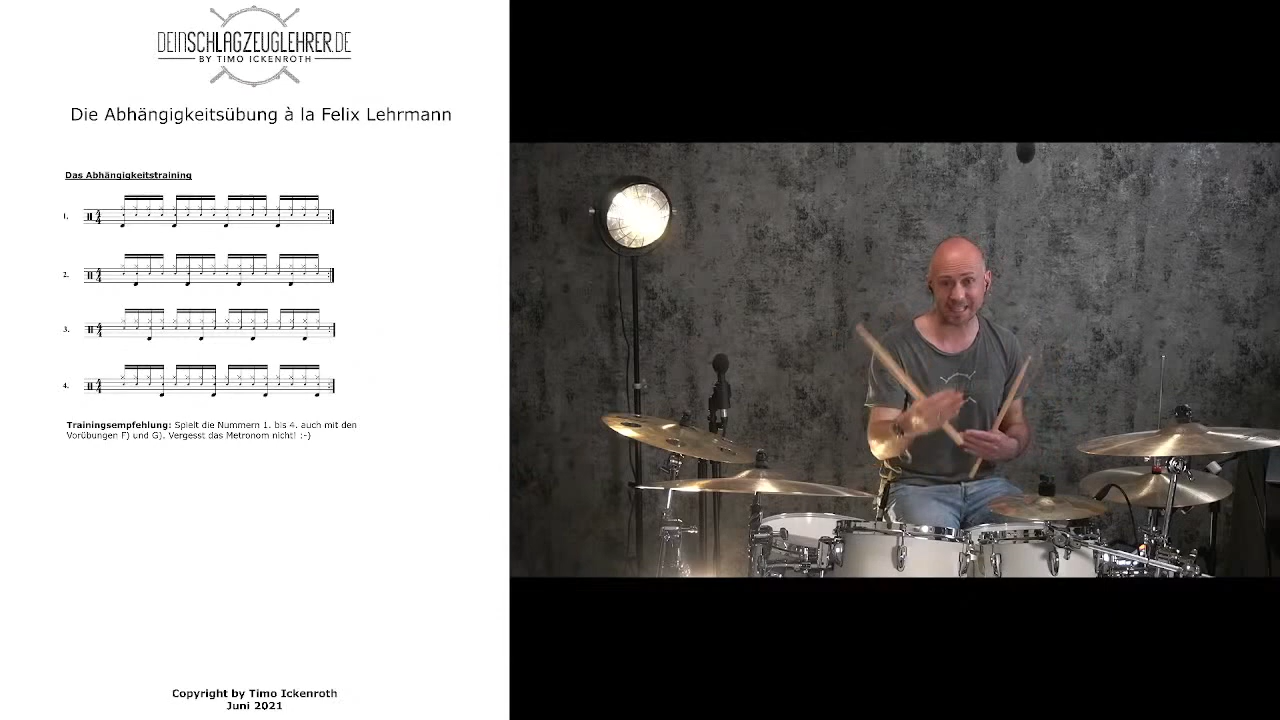 DEINSCHLAGZEUGLEHRER.DE
BY TIMO ICKENROTH
Die Abhängigkeitsübung à la Felix Lehrmann
Das Abhängigkeitstraining
1.
2.
3.
4.
Trainingsempfehlung: Spielt die Nummern 1. bis 4. auch mit den
Vorübungen F) und G). Vergesst das Metronom nicht! :-)
Copyright by Timo Ickenroth
Juni 2021